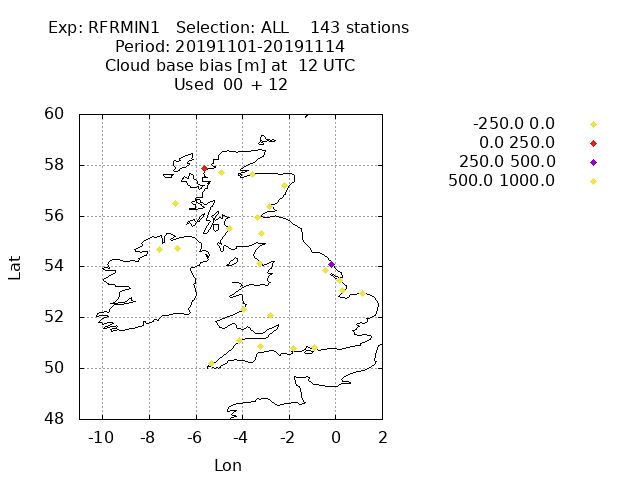 Exp: RFRMIN1 Selection: ALL 143 stations
Period: 20191101-20191114
Cloud base bias [m] at 12 UTC
Used 00 + 12
-250.0 0.0
0.0 250.0
250.0 500.0
500.0 1000.0
60
58
56
54
52
50
48
Lat
-10 -8 -6 -4 -2 0 2
Lon